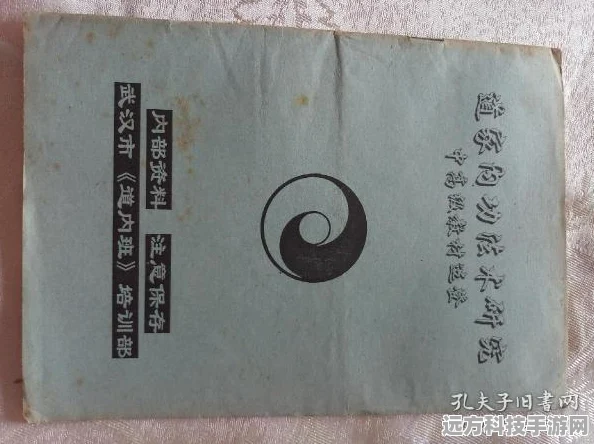 道家内功法术研究
中高级教材选登
内部资料 注意保存
武汉市《道内班》培训部
孔夫子旧书网
远方科技手游网